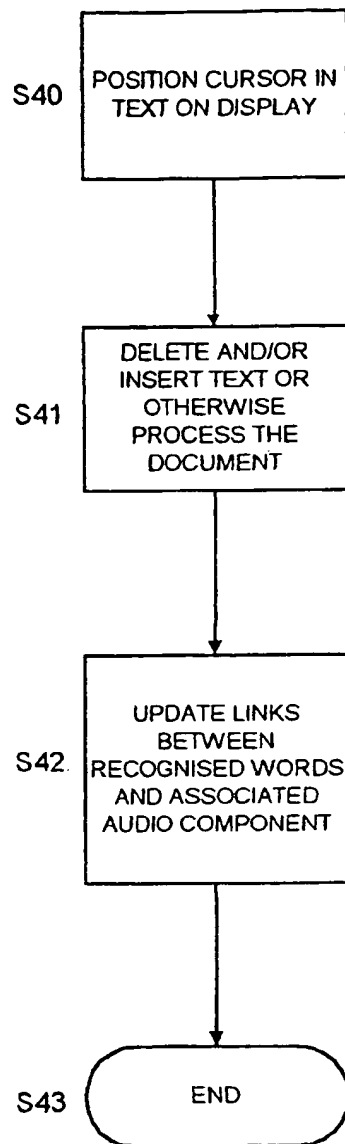 S40
POSITION CURSOR IN
TEXT ON DISPLAY
S41
DELETE AND/OR
INSERT TEXT OR
OTHERWISE
PROCESS THE
DOCUMENT
S42
UPDATE LINKS
BETWEEN
RECOGNISED WORDS
AND ASSOCIATED
AUDIO COMPONENT
S43
END